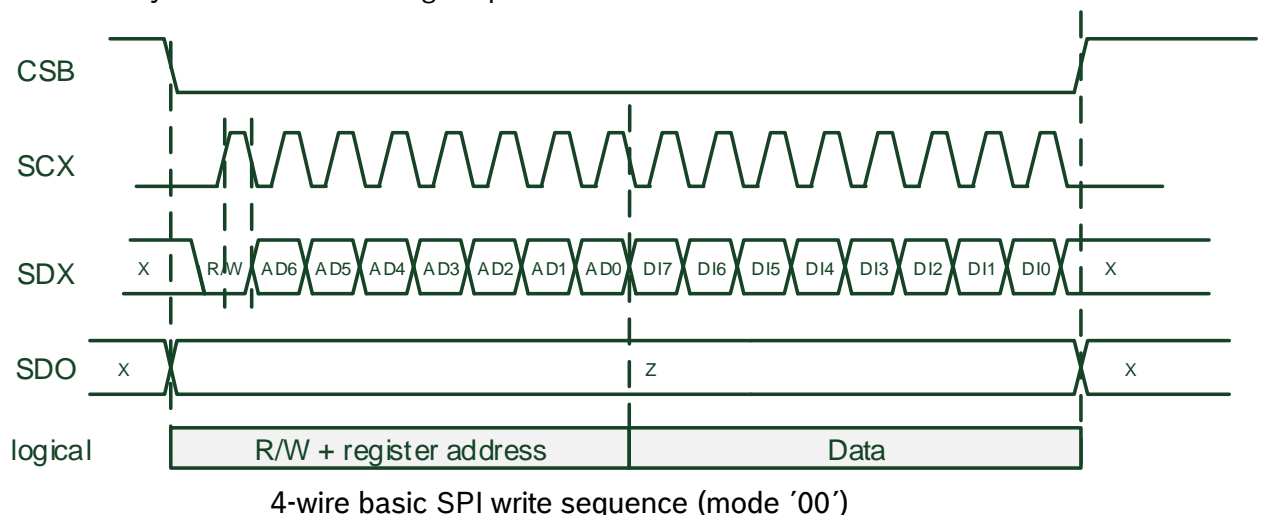 CSB
SCX
SDX X R/W AD6 AD5 AD4 AD3 AD2 AD1 AD0 DI7 DI6 DI5 DI4 DI3 DI2 DI1 DI0 X
SDO X Z X
logical R/W + register address Data
4-wire basic SPI write sequence (mode ´00´)